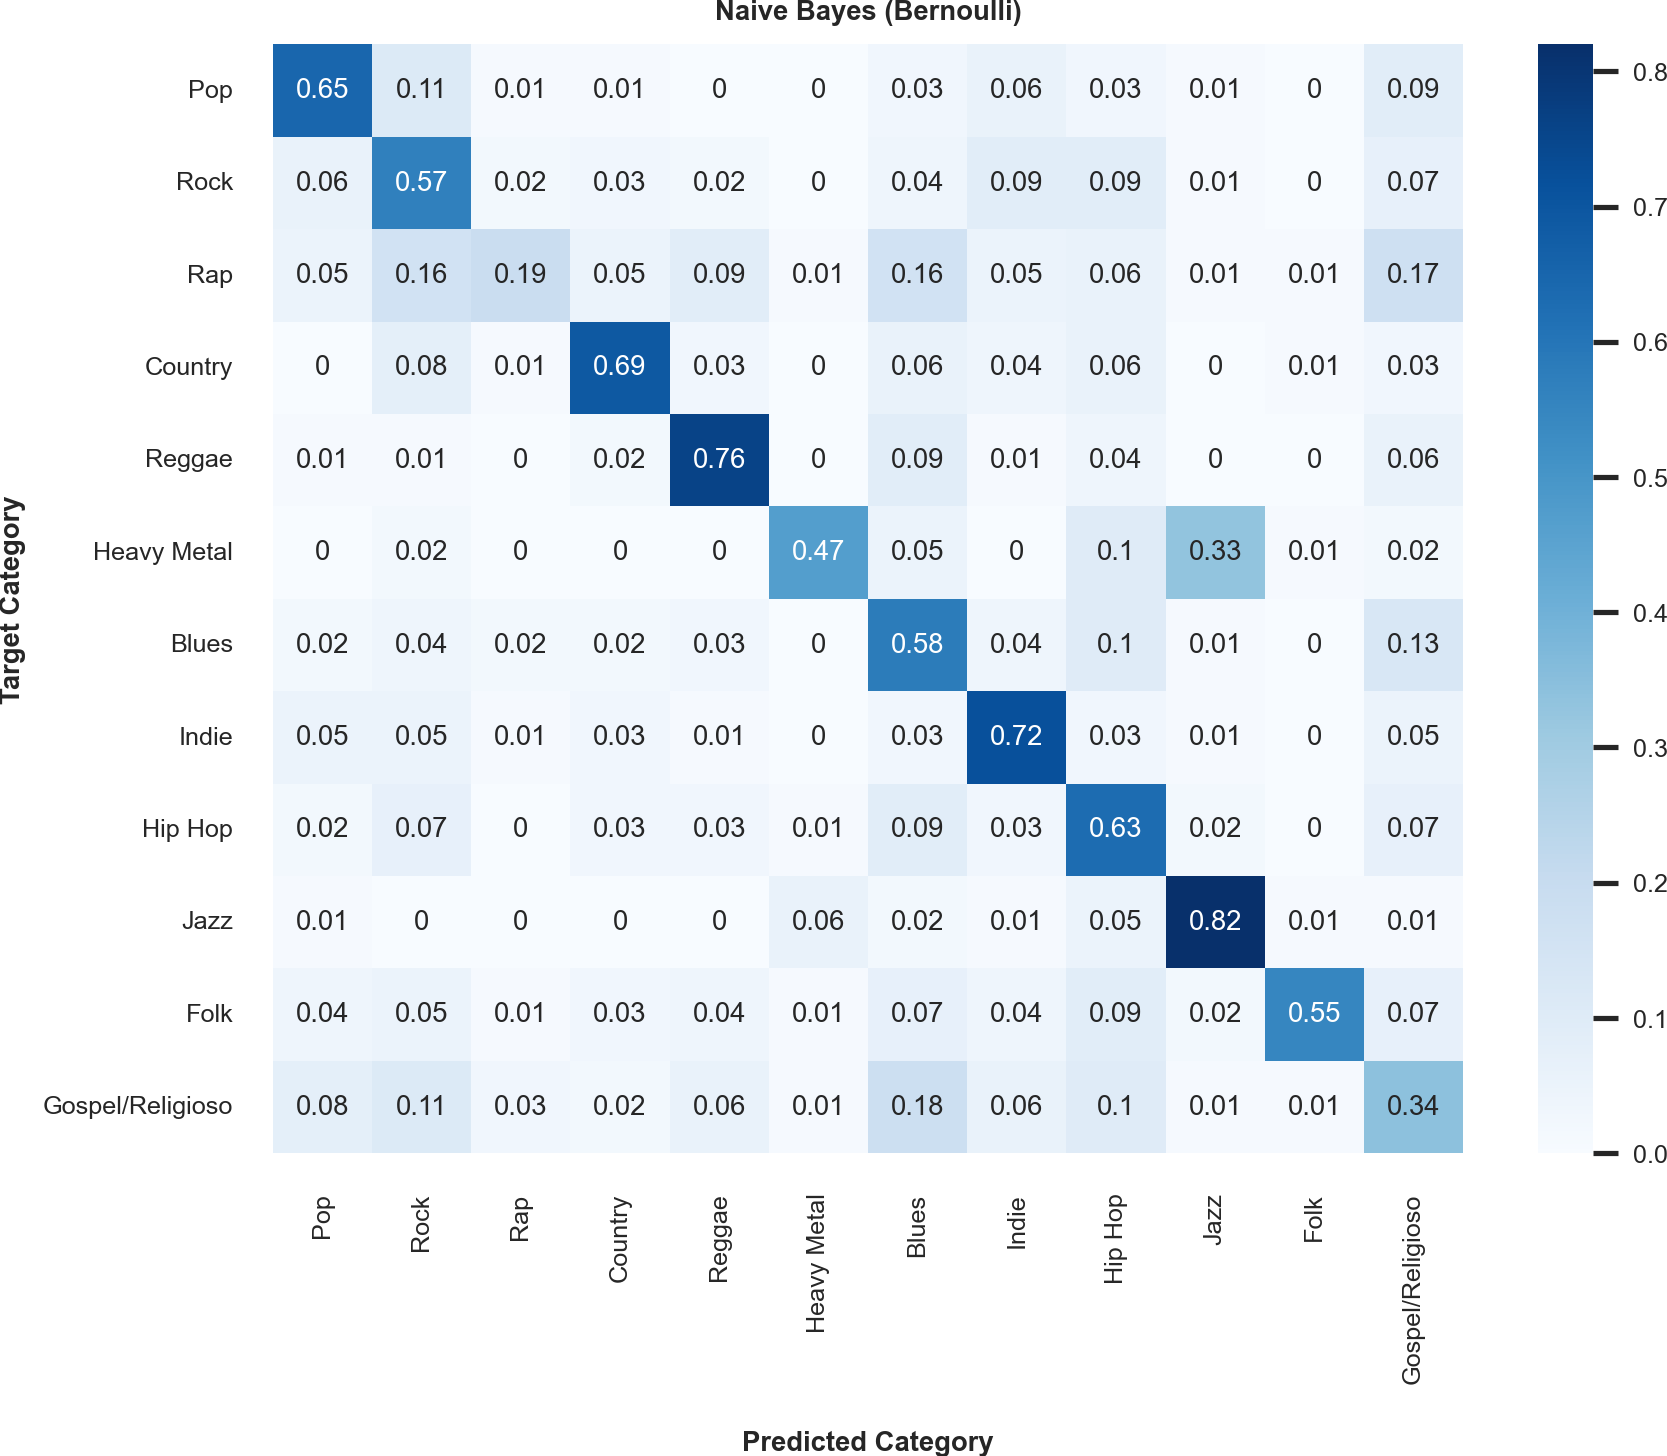 Naive Bayes (Bernoulli)
Pop 0.65 0.11 0.01 0.01 0 0 0.03 0.06 0.03 0.01 0 0.09
Rock 0.06 0.57 0.02 0.03 0.02 0 0.04 0.09 0.09 0.01 0 0.07
Rap 0.05 0.16 0.19 0.05 0.09 0.01 0.16 0.05 0.06 0.01 0.01 0.17
Country 0 0.08 0.01 0.69 0.03 0 0.06 0.04 0.06 0 0.01 0.03
Reggae 0.01 0.01 0 0.02 0.76 0 0.09 0.01 0.04 0 0 0.06
Heavy Metal 0 0.02 0 0 0 0.47 0.05 0 0.1 0.33 0.01 0.02
Blues 0.02 0.04 0.02 0.02 0.03 0 0.58 0.04 0.1 0.01 0 0.13
Indie 0.05 0.05 0.01 0.03 0.01 0 0.03 0.72 0.03 0.01 0 0.05
Hip Hop 0.02 0.07 0 0.03 0.03 0.01 0.09 0.03 0.63 0.02 0 0.07
Jazz 0.01 0 0 0 0 0.06 0.02 0.01 0.05 0.82 0.01 0.01
Folk 0.04 0.05 0.01 0.03 0.04 0.01 0.07 0.04 0.09 0.02 0.55 0.07
Gospel/Religioso 0.08 0.11 0.03 0.02 0.06 0.01 0.18 0.06 0.1 0.01 0.01 0.34
Target Category
Pop
Rock
Rap
Country
Reggae
Heavy Metal
Blues
Indie
Hip Hop
Jazz
Folk
Gospel/Religioso
Predicted Category
0.8
0.7
0.6
0.5
0.4
0.3
0.2
0.1
0.0